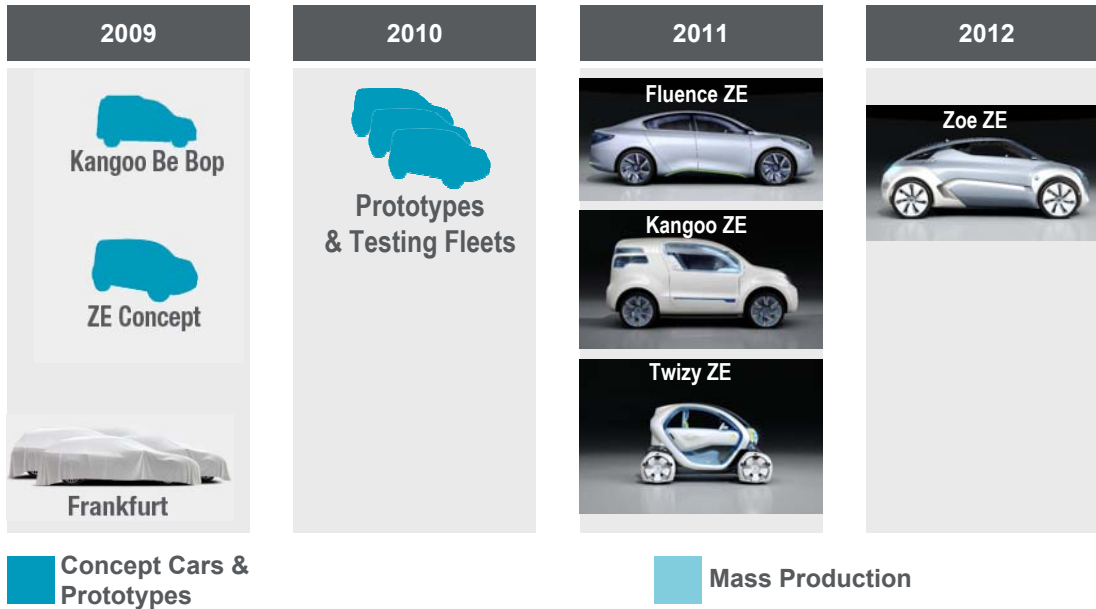 2009
2010
2011
2012
Kangoo Be Bop
ZE Concept
Frankfurt
Prototypes
& Testing Fleets
Fluence ZE
Kangoo ZE
Twizy ZE
Zoe ZE
Concept Cars &
Prototypes
Mass Production